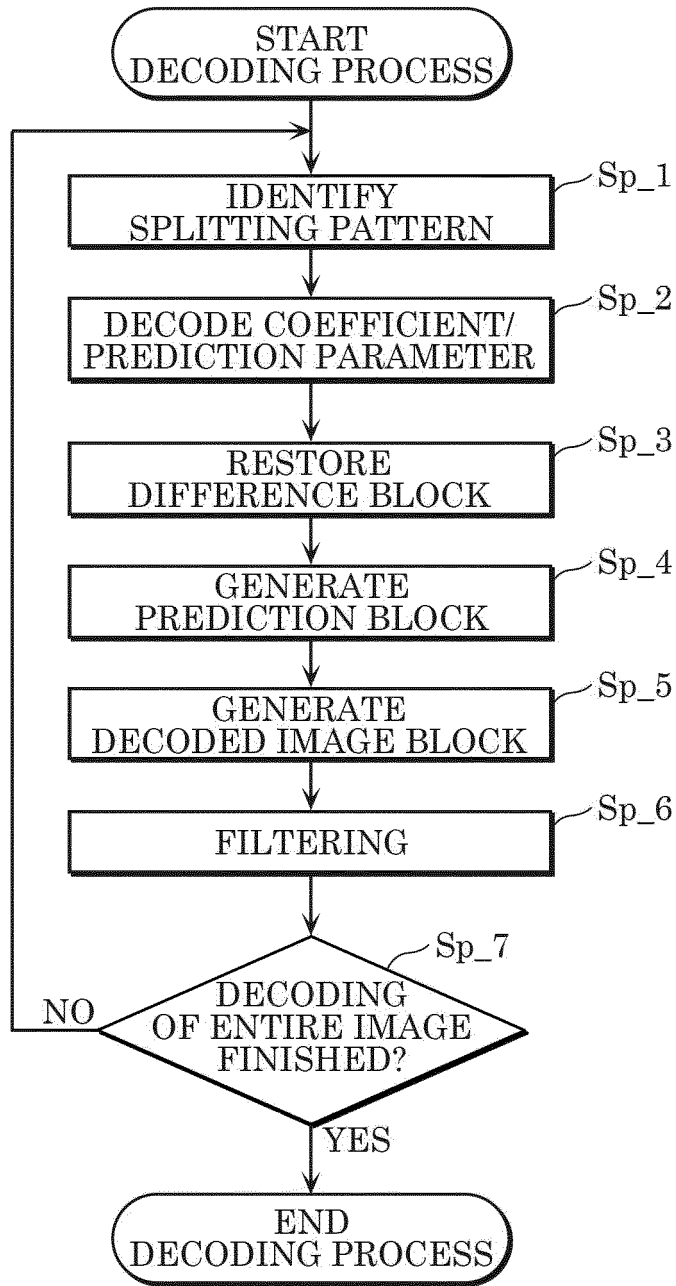 START
DECODING PROCESS
Sp_1
IDENTIFY
SPLITTING PATTERN
Sp_2
DECODE COEFFICIENT/
PREDICTION PARAMETER
Sp_3
RESTORE
DIFFERENCE BLOCK
Sp_4
GENERATE
PREDICTION BLOCK
Sp_5
GENERATE
DECODED IMAGE BLOCK
Sp_6
FILTERING
Sp_7
DECODING
OF ENTIRE IMAGE
FINISHED?
NO
YES
END
DECODING PROCESS